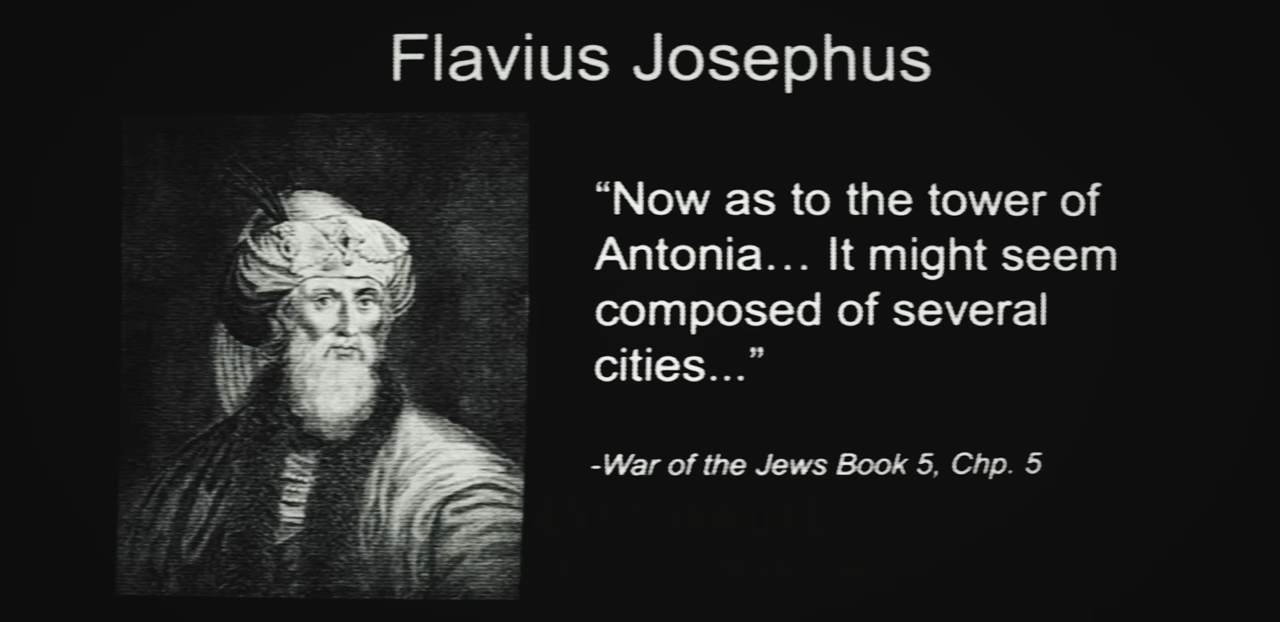 Flavius Josephus
“Now as to the tower of
Antonia… It might seem
composed of several
cities...”
-War of the Jews Book 5, Chp. 5